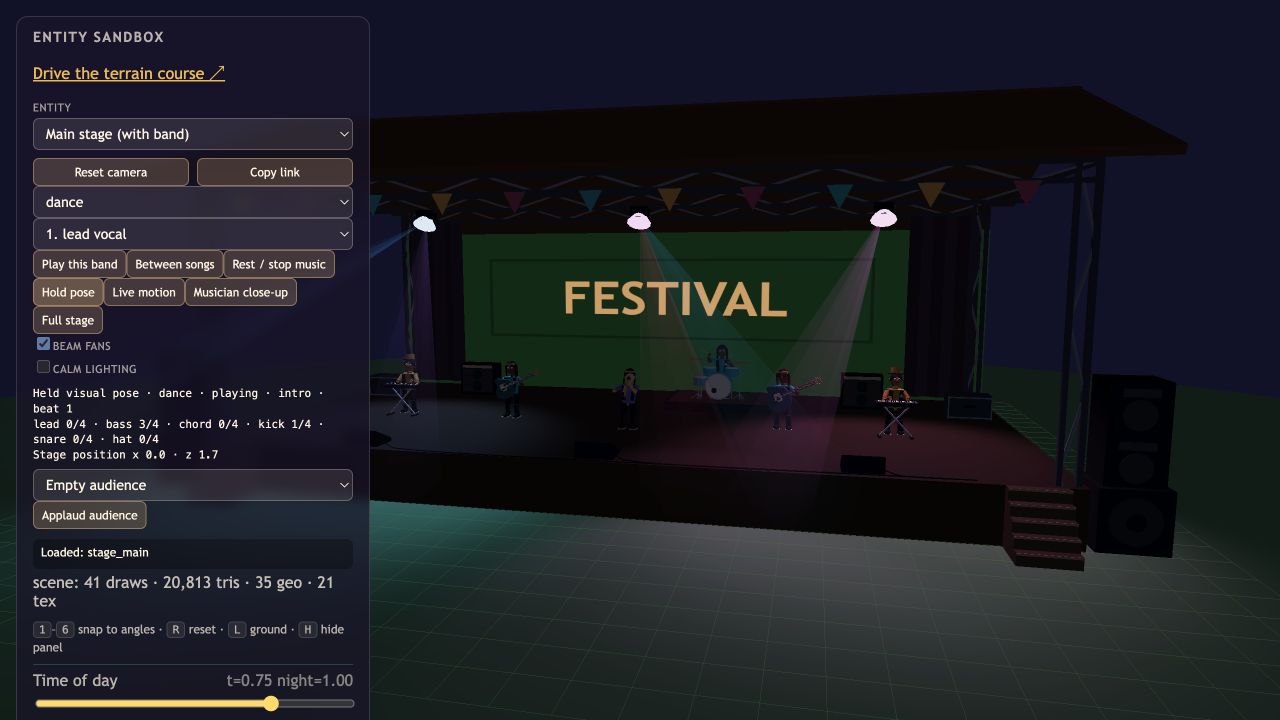 ENTITY SANDBOX
Drive the terrain course ↗
ENTITY
Main stage (with band)
Reset camera
Copy link
dance
1. lead vocal
Play this band
Between songs
Rest / stop music
Hold pose
Live motion
Musician close-up
Full stage
BEAM FANS
CALM LIGHTING
Held visual pose · dance · playing · intro ·
beat 1
lead 0/4 · bass 3/4 · chord 0/4 · kick 1/4 ·
snare 0/4 · hat 0/4
Stage position x 0.0 · z 1.7
Empty audience
Applaud audience
Loaded: stage_main
scene: 41 draws · 20,813 tris · 35 geo · 21
tex
1-6 snap to angles · R reset · L ground · H hide
panel
Time of day t=0.75 night=1.00
FESTIVAL